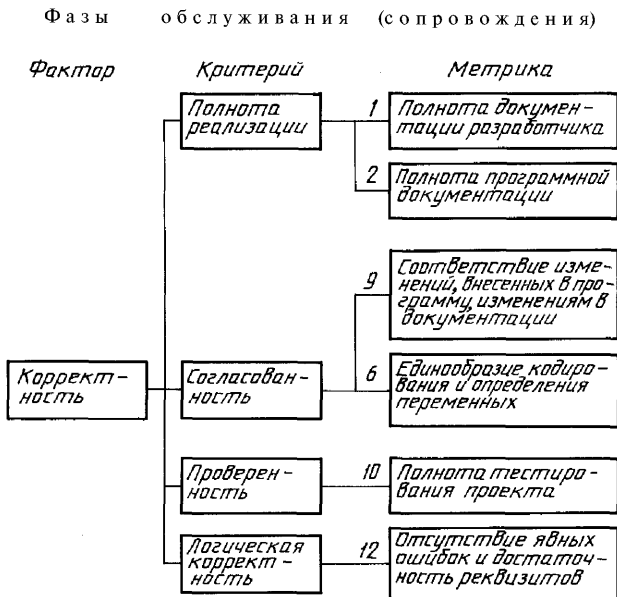 Фазы обслуживания (сопровождения)
Фактор Критерий Метрика
Полнота
реализации
1
Полнота докумен-
тации разработчика
2
Полнота программной
документации
9
Соответствие изме-
нений, внесенных в про-
грамму, изменениям в
документации
Коррект-
ность
Согласован-
ность
6
Единообразие кодиро-
вания и определения
переменных
Проверен-
ность
10
Полнота тестиро-
вания проекта
Логическая
коррект-
ность
12
Отсутствие явных
ошибок и достаточ-
ность реквизитов